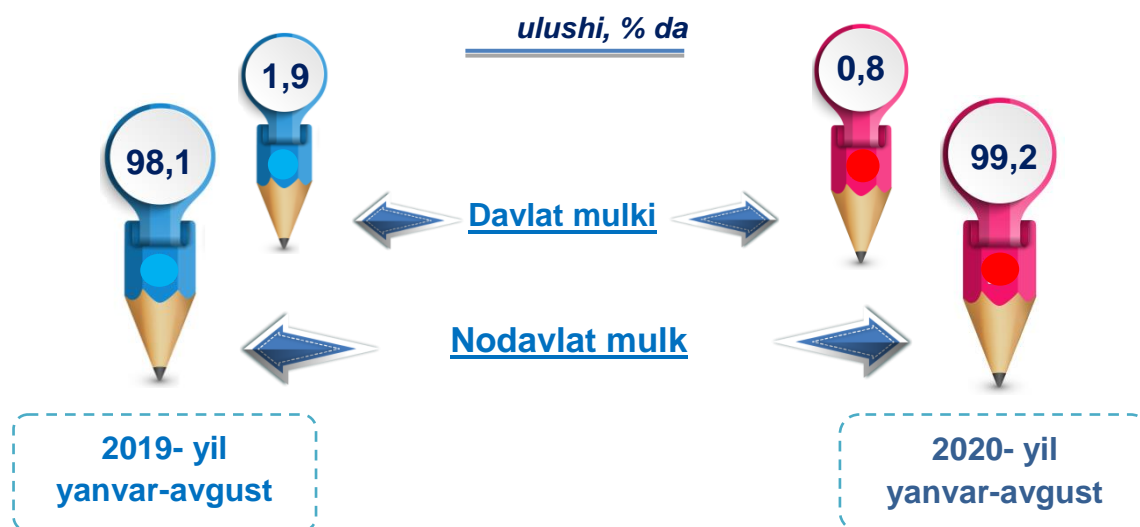 ulushi, % da
1,9
0,8
98,1
99,2
Davlat mulki
Nodavlat mulk
2019- yil
yanvar-avgust
2020- yil
yanvar-avgust